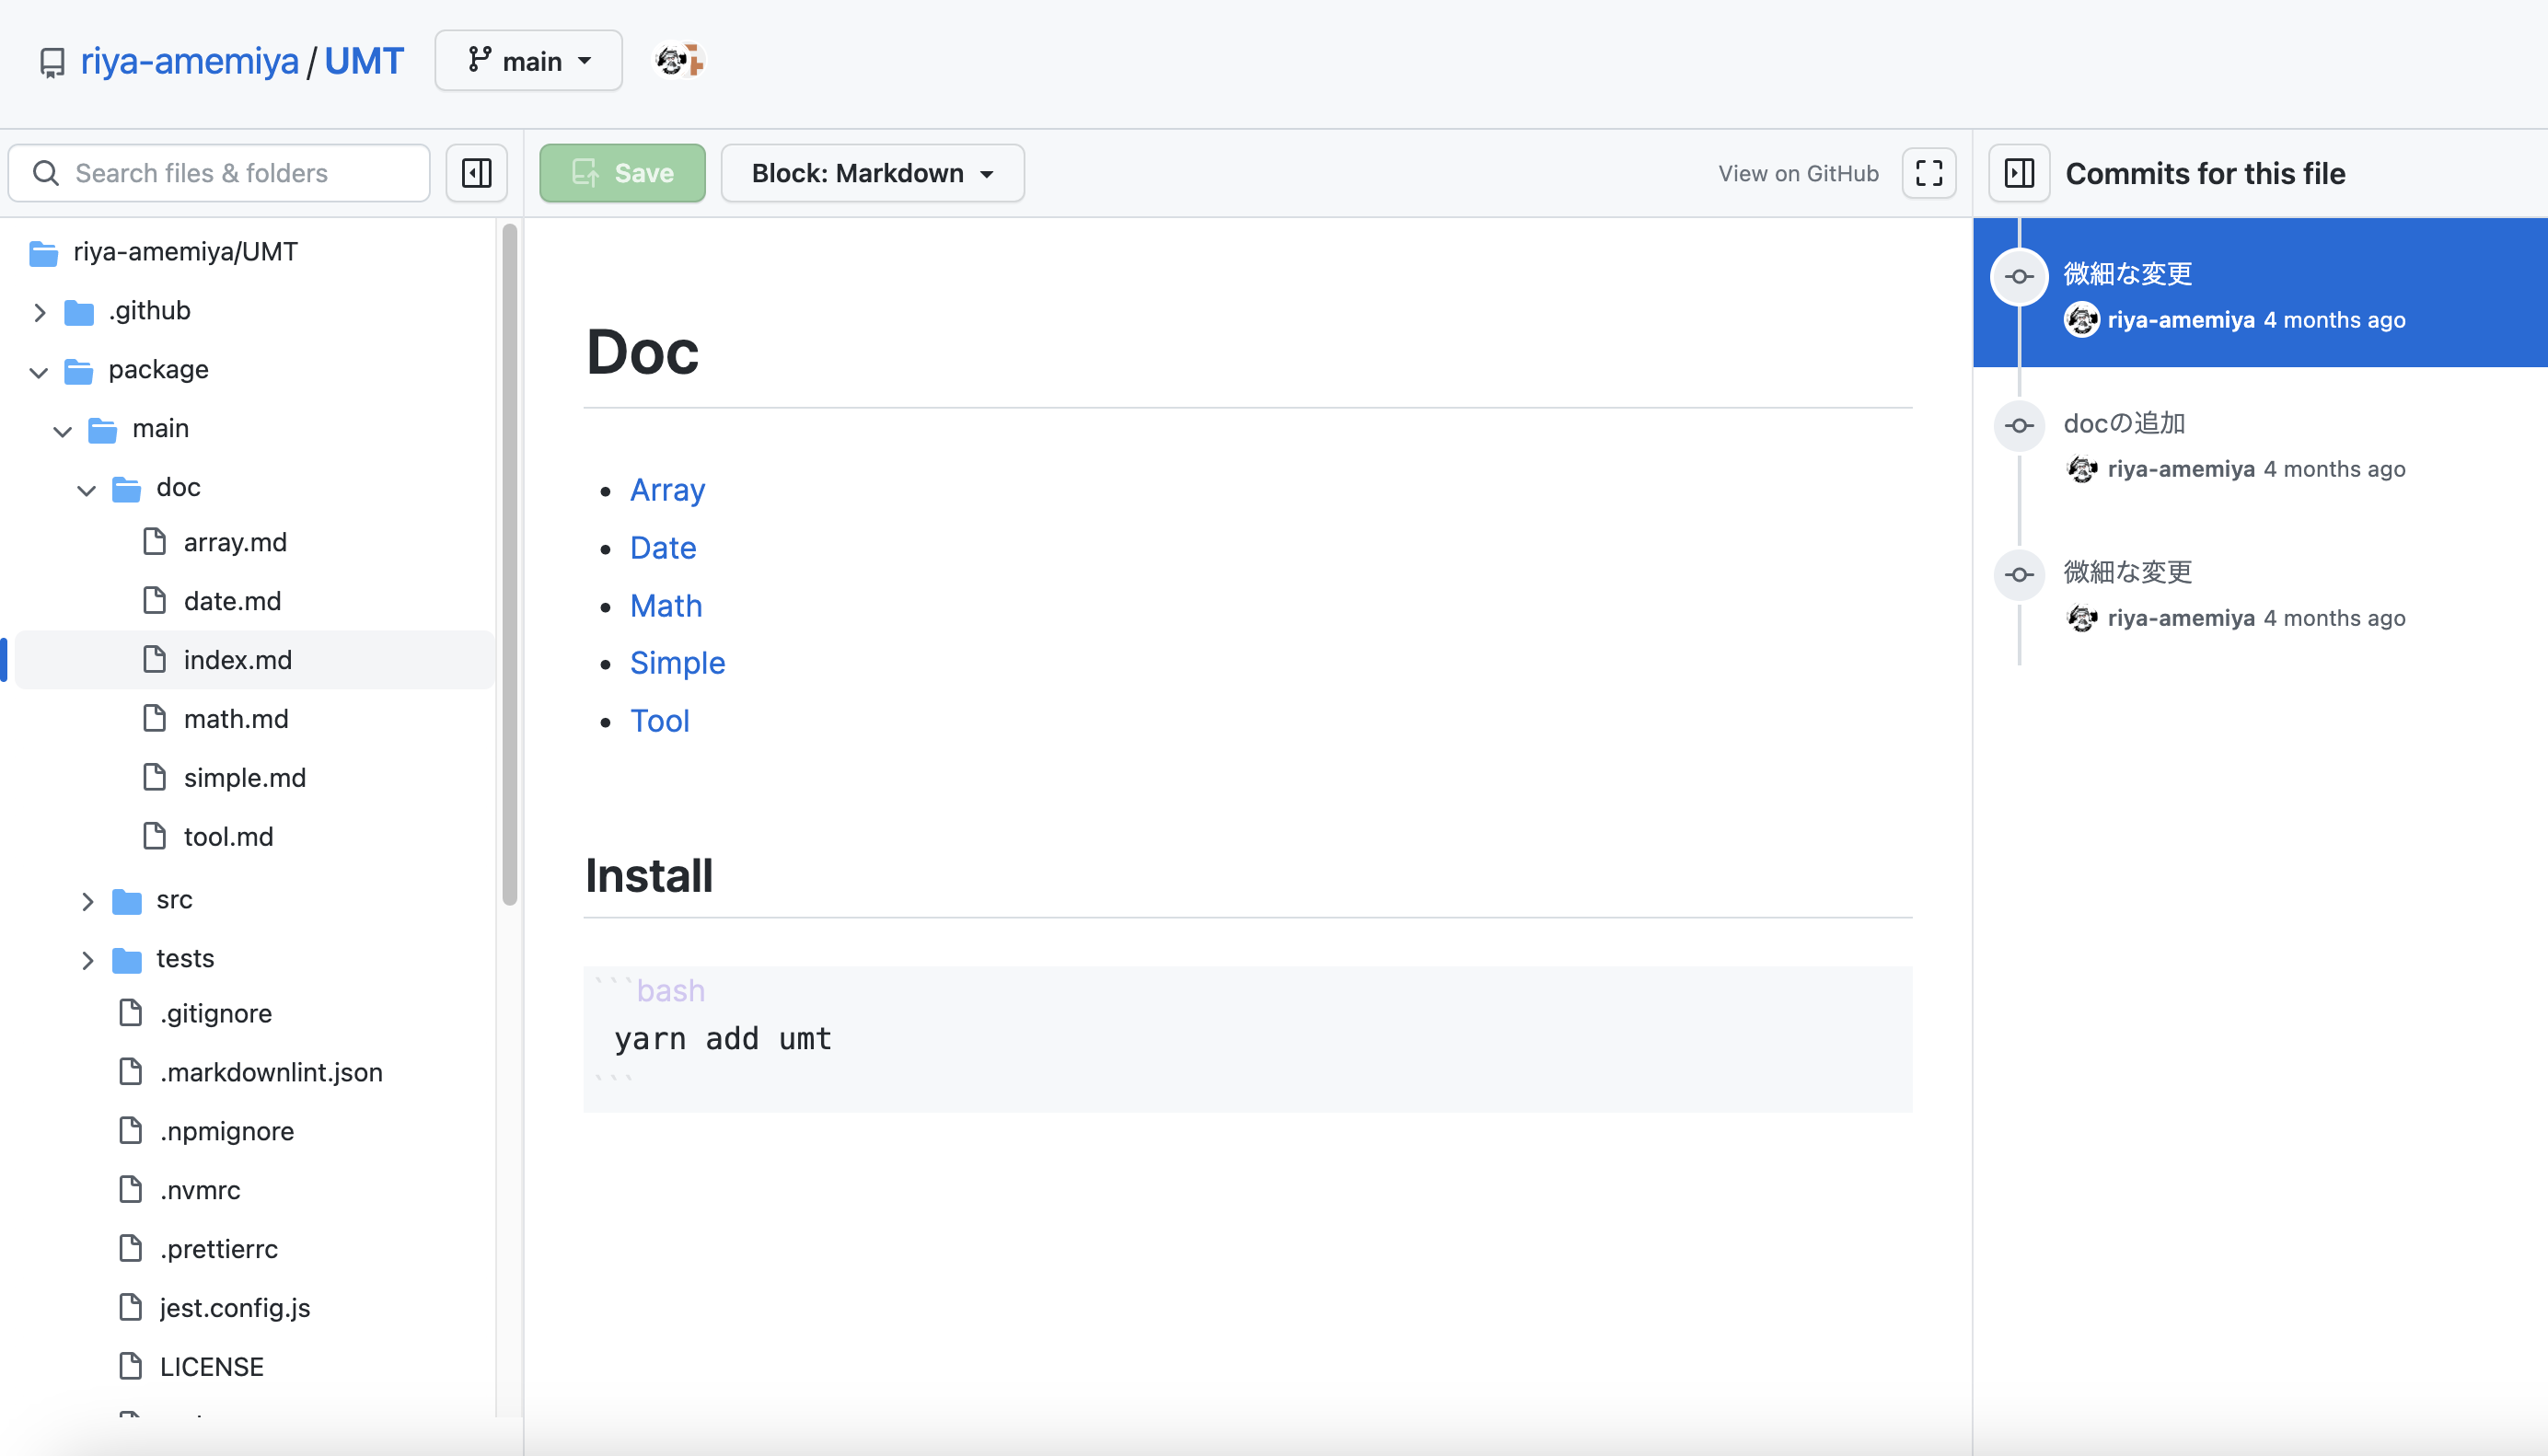 riya-amemiya / UMT
main
Search files & folders
Save
Block: Markdown
View on GitHub
Commits for this file
riya-amemiya/UMT
.github
package
main
doc
array.md
date.md
index.md
math.md
simple.md
tool.md
src
tests
.gitignore
.markdownlint.json
.npmignore
.nvmrc
.prettierrc
jest.config.js
LICENSE
Doc
Array
Date
Math
Simple
Tool
Install
```bash
yarn add umt
```
微細な変更
riya-amemiya 4 months ago
docの追加
riya-amemiya 4 months ago
微細な変更
riya-amemiya 4 months ago